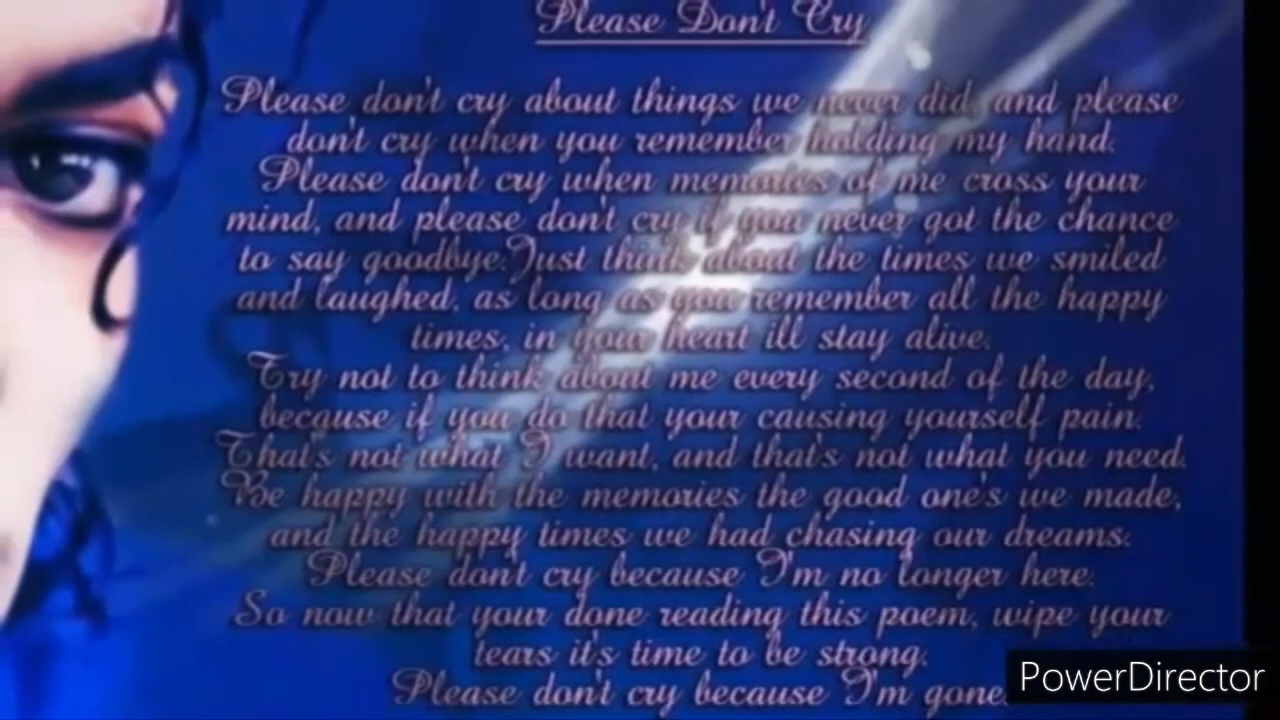 Please Don't Cry
Please don't cry about things we never did, and please
don't cry when you remember holding my hand.
Please don't cry when memories of me cross your
mind, and please don't cry if you never got the chance
to say goodbye.Just think about the times we smiled
and laughed, as long as you remember all the happy
times, in your heart ill stay alive.
Try not to think about me every second of the day,
because if you do that your causing yourself pain.
That's not what I want, and that's not what you need.
Be happy with the memories the good one's we made,
and the happy times we had chasing our dreams.
Please don't cry because I'm no longer here.
So now that your done reading this poem, wipe your
tears it's time to be strong.
Please don't cry because I'm gone.
PowerDirector